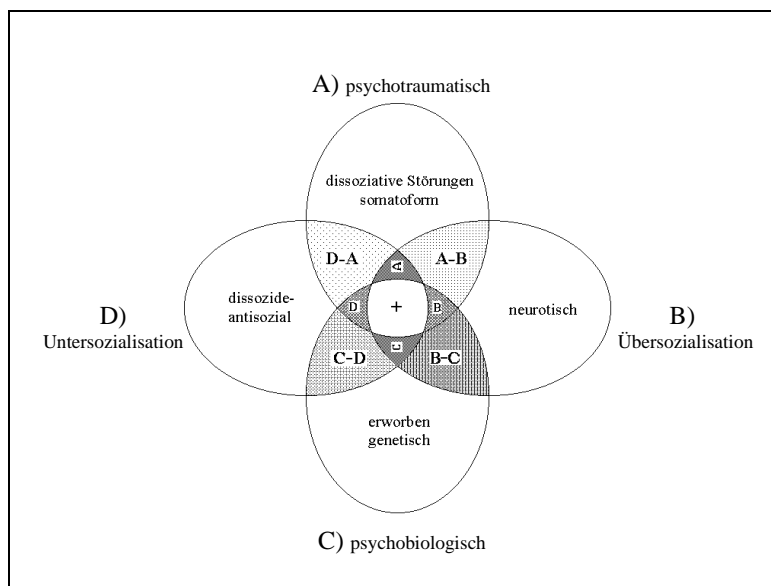 A) psychotraumatisch
dissoziative Störungen
somatoform
D-A
A
A-B
D)
Untersozialisation
dissozide-
antisozial
D
+
B
neurotisch
B)
Übersozialisation
C-D
C
B-C
erworben
genetisch
C) psychobiologisch